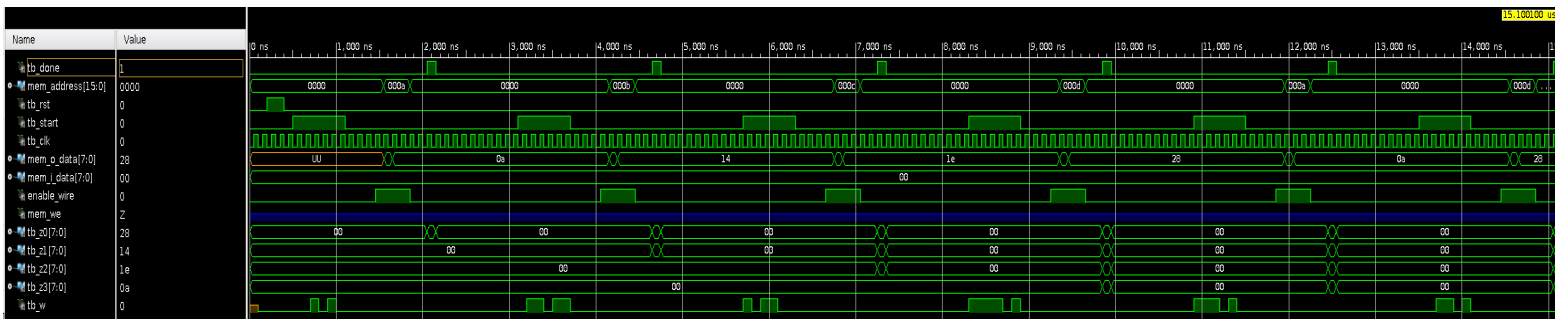 15.100100 us
Name Value
0 ns 1,000 ns 2,000 ns 3,000 ns 4,000 ns 5,000 ns 6,000 ns 7,000 ns 8,000 ns 9,000 ns 10,000 ns 11,000 ns 12,000 ns 13,000 ns 14,000 ns
tb_done 1
mem_address[15:0] 0000 0000 000a 0000 000b 0000 000c 0000 000d 0000 000a 0000 000d ...
tb_rst 0
tb_start 0
tb_clk 0
mem_o_data[7:0] 28 UU 0a 14 1e 28 0a 28
mem_i_data[7:0] 00 00
enable_wire 0
mem_we Z
tb_z0[7:0] 28 00 00 00 00 00 00
tb_z1[7:0] 14 00 00 00 00 00
tb_z2[7:0] 1e 00 00 00 00
tb_z3[7:0] 0a 00 00 00
tb_w 0